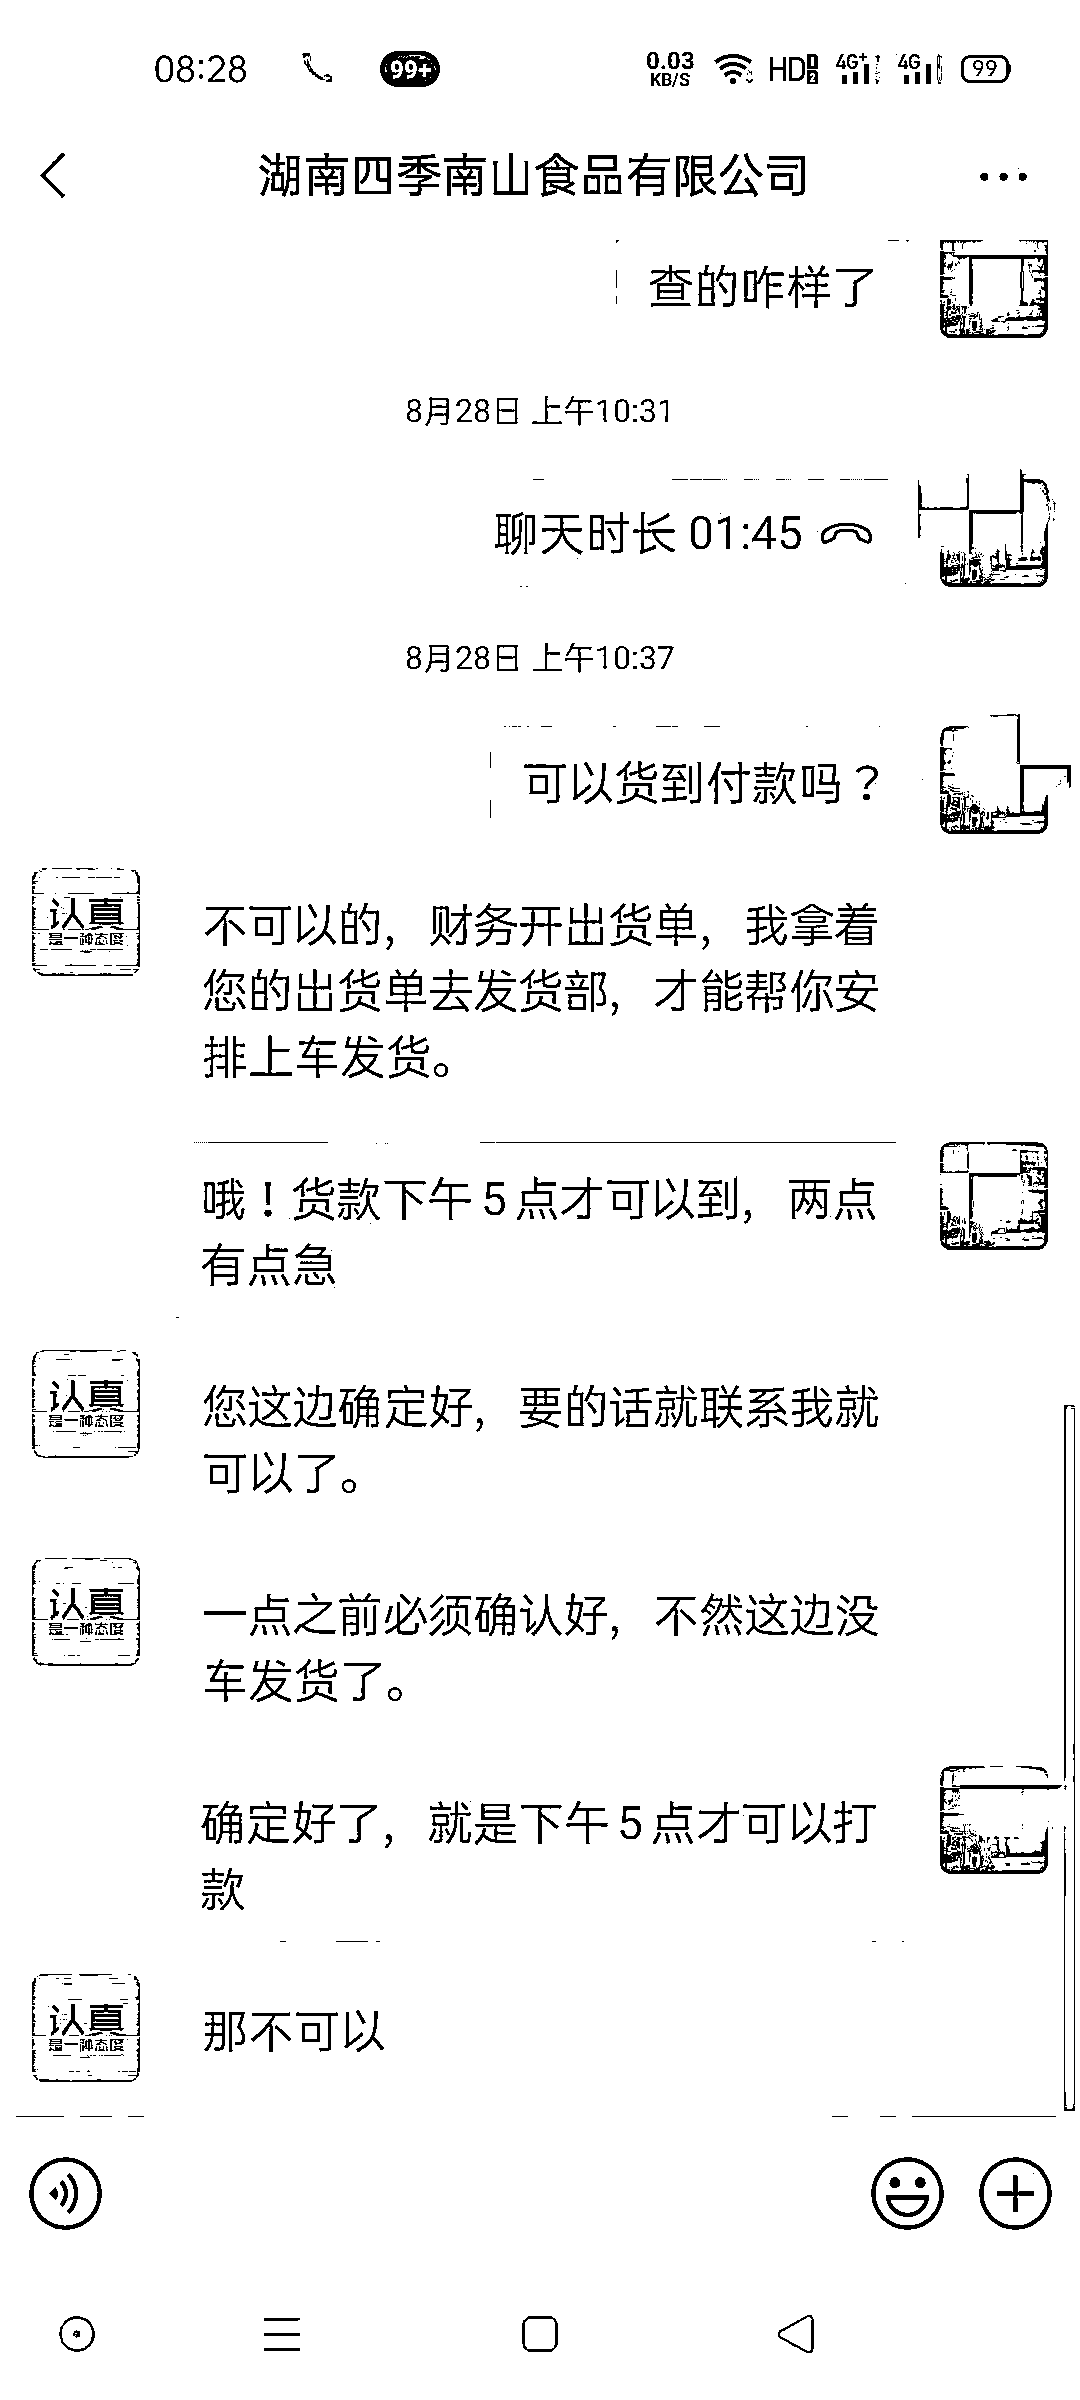 08:28
99+
0.03
KB/S
HD
1
2
4G+
4G
99
湖南四季南山食品有限公司
查的咋样了
8月28日 上午10:31
聊天时长 01:45
8月28日 上午10:37
可以货到付款吗？
认真
是一种态度
不可以的，财务开出货单，我拿着
您的出货单去发货部，才能帮你安
排上车发货。
哦！货款下午5点才可以到，两点
有点急
认真
是一种态度
您这边确定好，要的话就联系我就
可以了。
认真
是一种态度
一点之前必须确认好，不然这边没
车发货了。
确定好了，就是下午5点才可以打
款
认真
是一种态度
那不可以